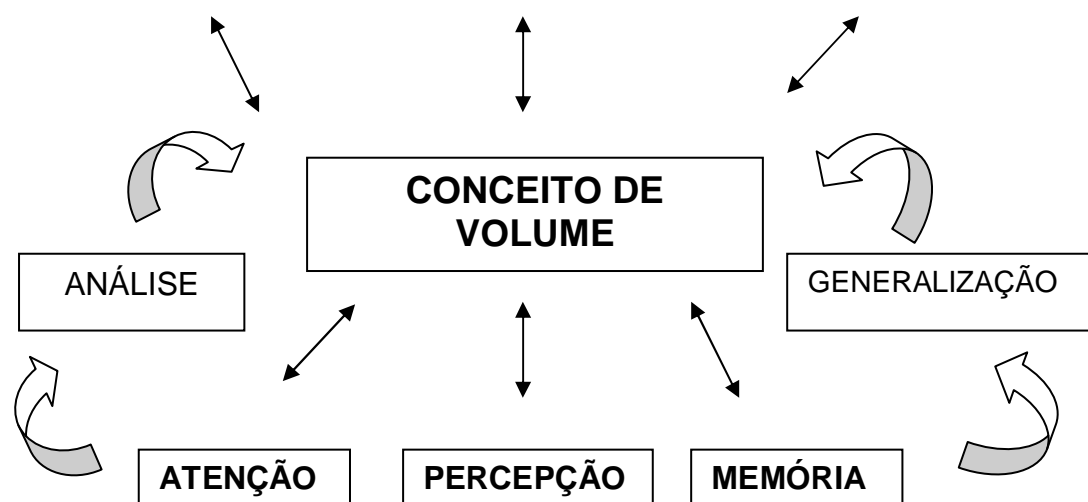 CONCEITO DE
VOLUME
ANÁLISE
GENERALIZAÇÃO
ATENÇÃO
PERCEPÇÃO
MEMÓRIA